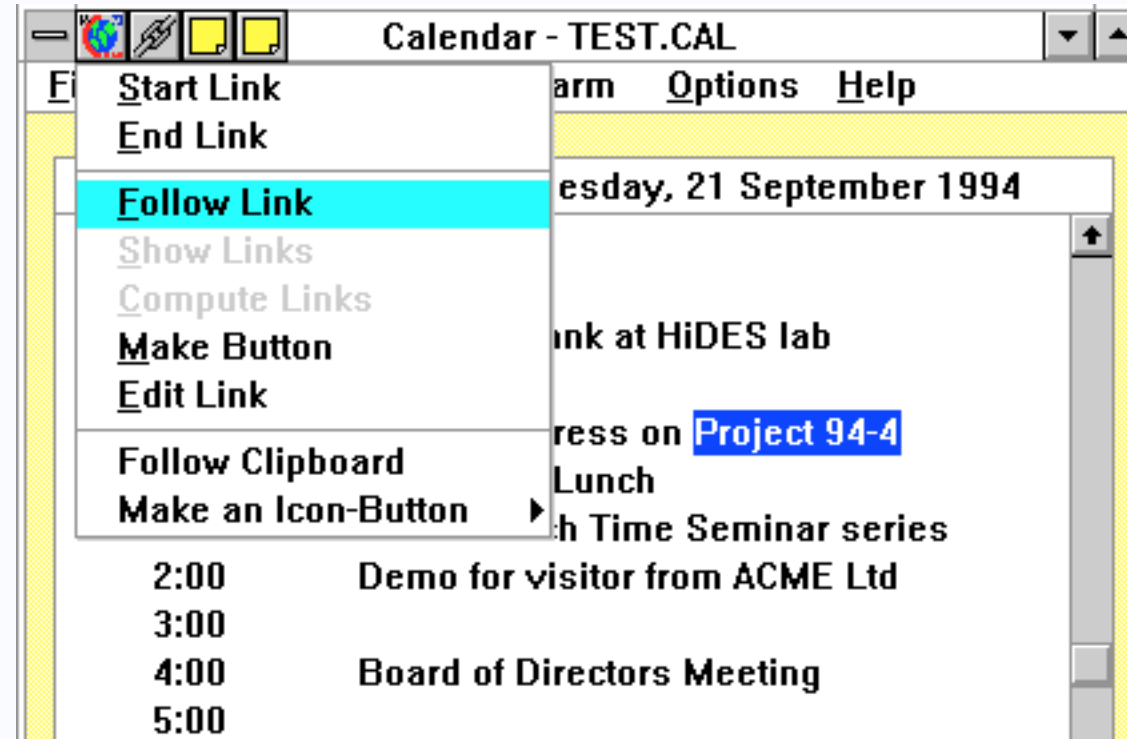 Calendar - TEST.CAL
Fi arm Options Help
Start Link
End Link
Follow Link
Show Links
Compute Links
Make Button
Edit Link
Follow Clipboard
Make an Icon-Button
esday, 21 September 1994
nk at HiDES lab
ress on Project 94-4
Lunch
h Time Seminar series
2:00 Demo for visitor from ACME Ltd
3:00
4:00 Board of Directors Meeting
5:00